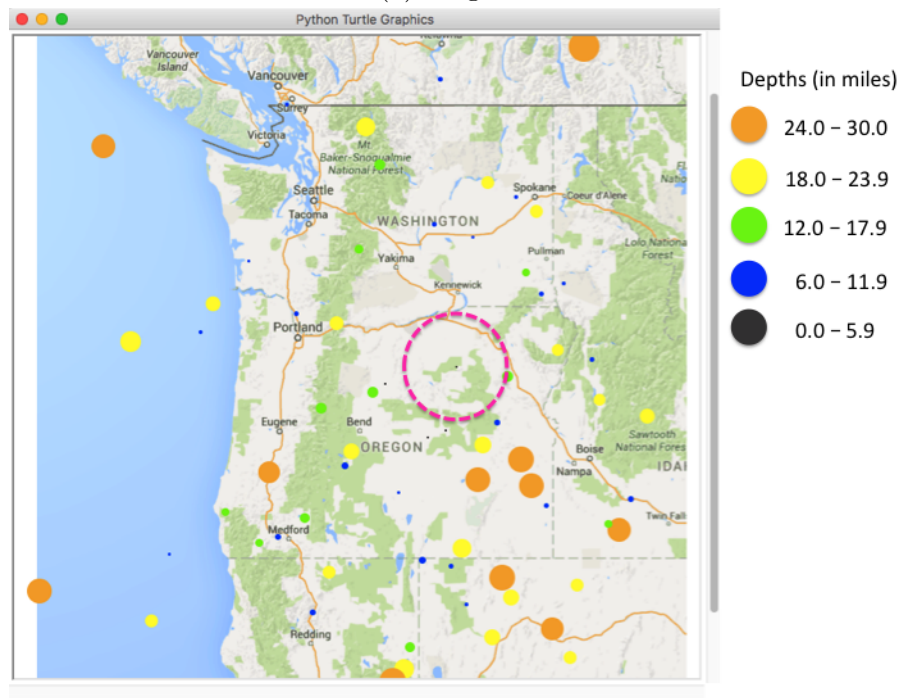 Python Turtle Graphics
Vancouver
Island
Vancouver
Surrey
Victoria
Mt
Baker-Snoqualmie
National Forest
Seattle
Tacoma
WASHINGTON
Spokane
Coeur d'Alene
Lolo National
Forest
Pullman
Yakima
Kennewick
Portland
Eugene
Bend
OREGON
Sawtooth
National Fores
Boise
Nampa
IDAH
Twin Fall
Medford
Redding
Depths (in miles)
24.0 – 30.0
18.0 – 23.9
12.0 – 17.9
6.0 – 11.9
0.0 – 5.9